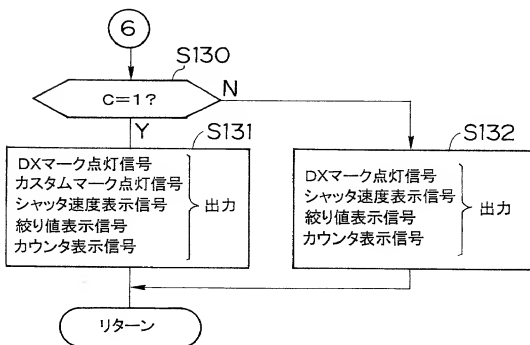 6
S130
C=1?
N
Y
S131
DXマーク点灯信号
カスタムマーク点灯信号
シャッタ速度表示信号
絞り値表示信号
カウンタ表示信号
出力
S132
DXマーク点灯信号
シャッタ速度表示信号
絞り値表示信号
カウンタ表示信号
出力
リターン